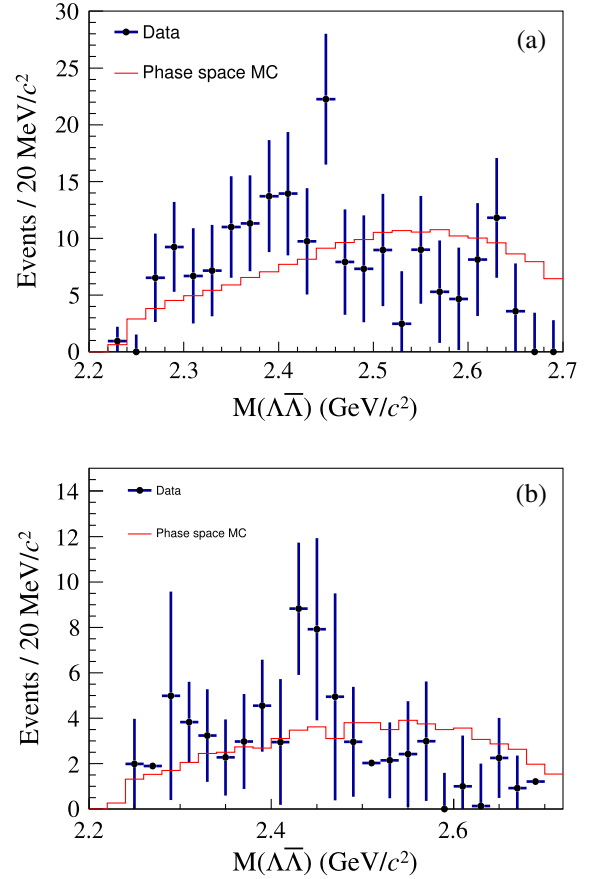 30
(a)
Data
25
Phase space MC
20
15
10
5
0
Events / 20 MeV/c²
2.2 2.3 2.4 2.5 2.6 2.7
M(ΛΛ̅) (GeV/c²)
14
(b)
Data
12
Phase space MC
10
8
6
4
2
0
Events / 20 MeV/c²
2.2 2.4 2.6
M(ΛΛ̅) (GeV/c²)